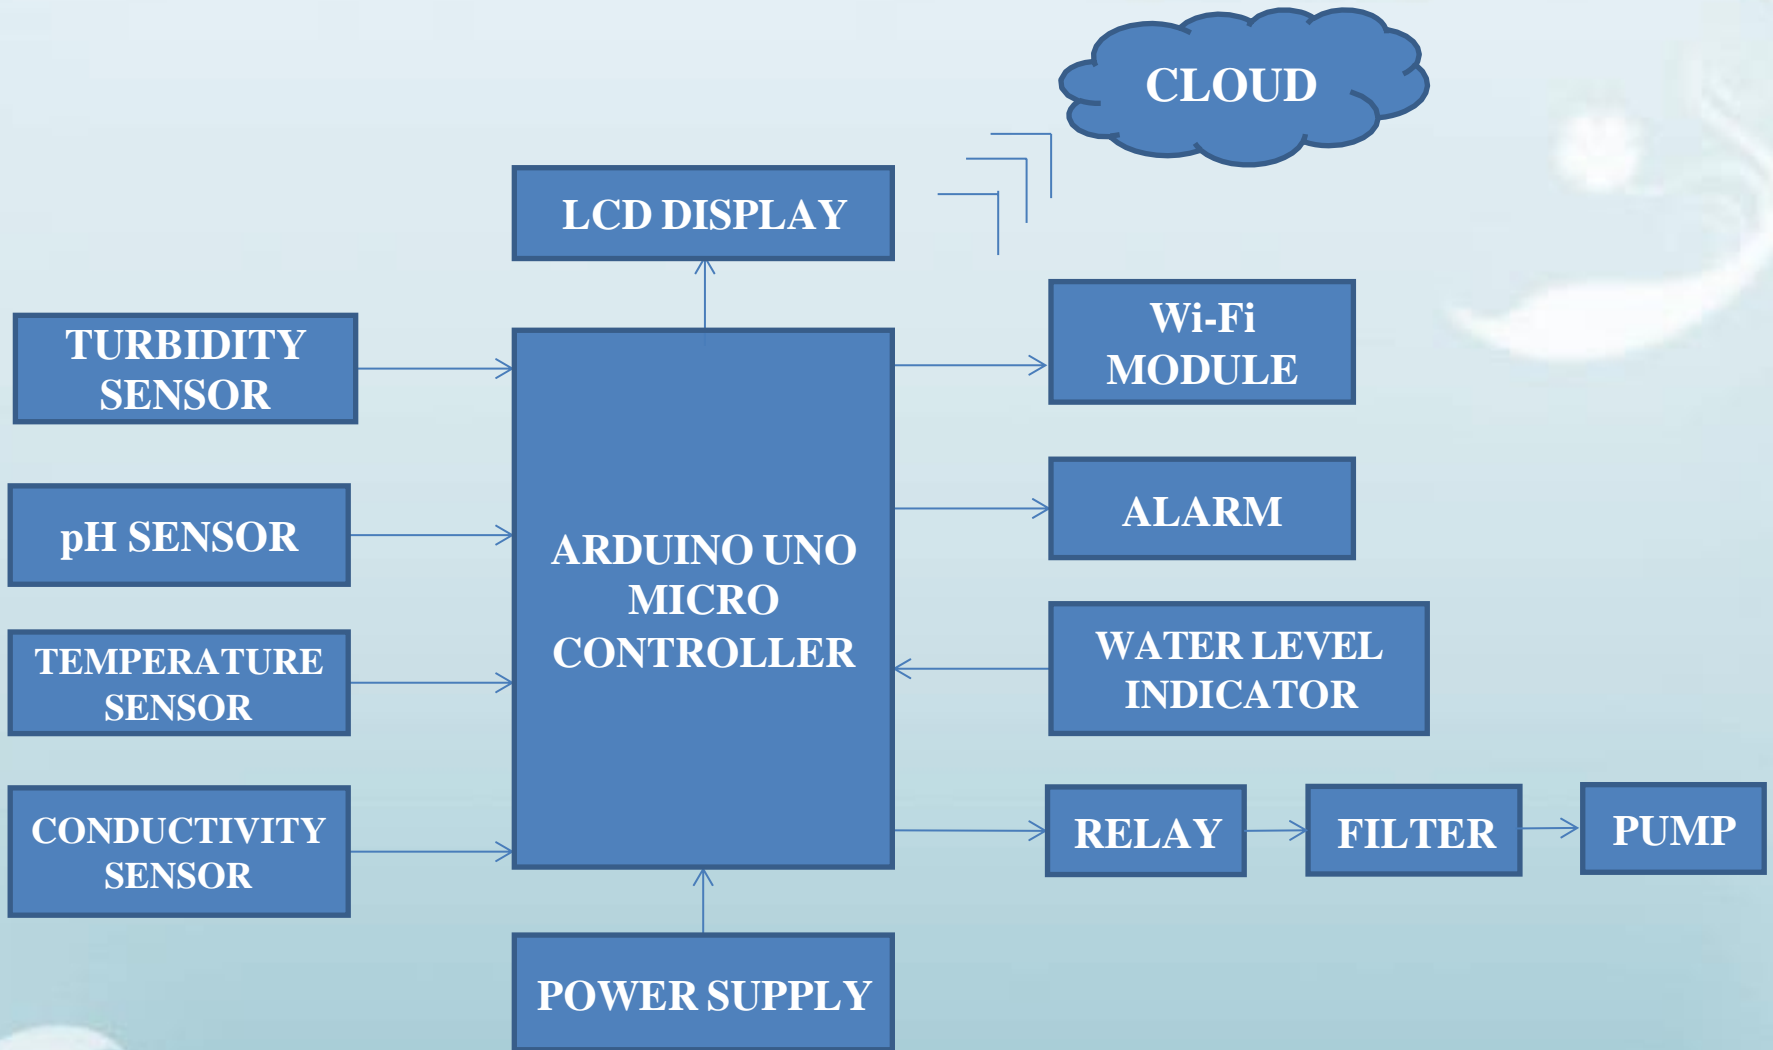 CLOUD
LCD DISPLAY
TURBIDITY
SENSOR
Wi-Fi
MODULE
pH SENSOR
ALARM
ARDUINO UNO
MICRO
CONTROLLER
TEMPERATURE
SENSOR
WATER LEVEL
INDICATOR
CONDUCTIVITY
SENSOR
RELAY
FILTER
PUMP
POWER SUPPLY